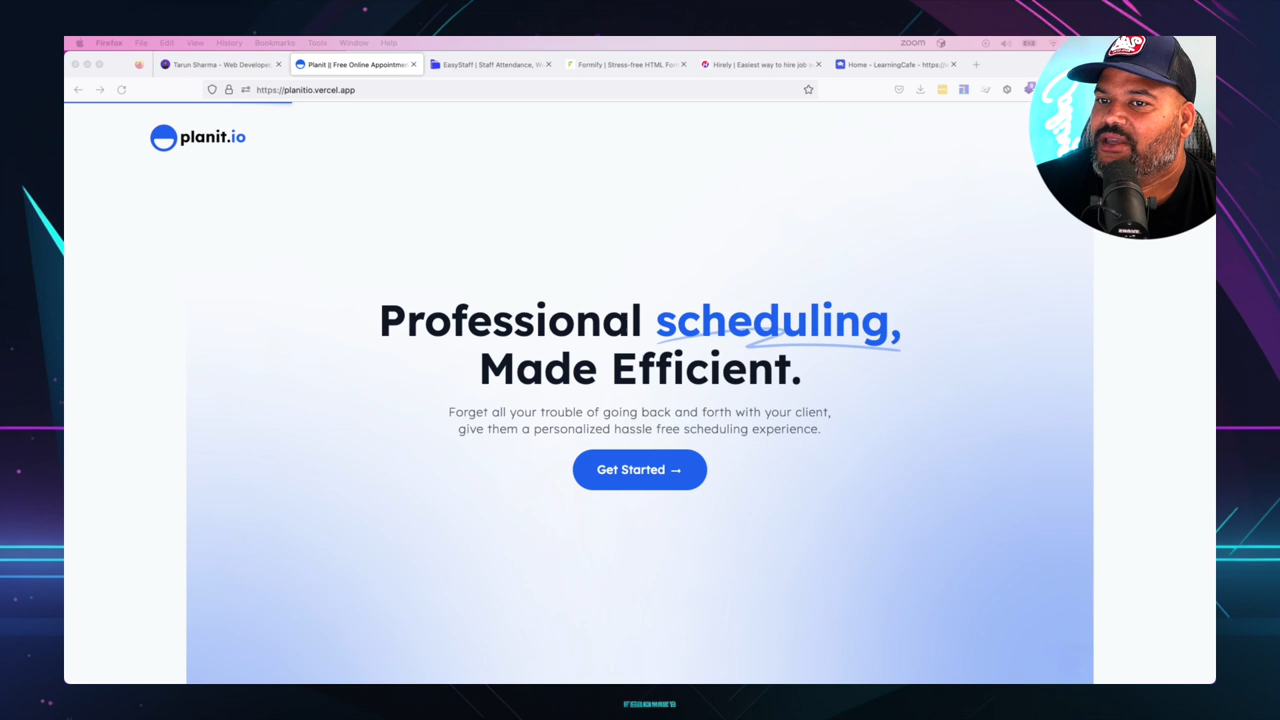 Firefox File Edit View History Bookmarks Tools Window Help
zoom
Tarun Sharma - Web Developer,
Planit || Free Online Appointmen
EasyStaff | Staff Attendance, W
Formify | Stress-free HTML For
Hirely | Easiest way to hire job s
Home - LearningCafe - https://v
https://planitio.vercel.app
planit.io
Professional scheduling,
Made Efficient.
Forget all your trouble of going back and forth with your client,
give them a personalized hassle free scheduling experience.
Get Started →